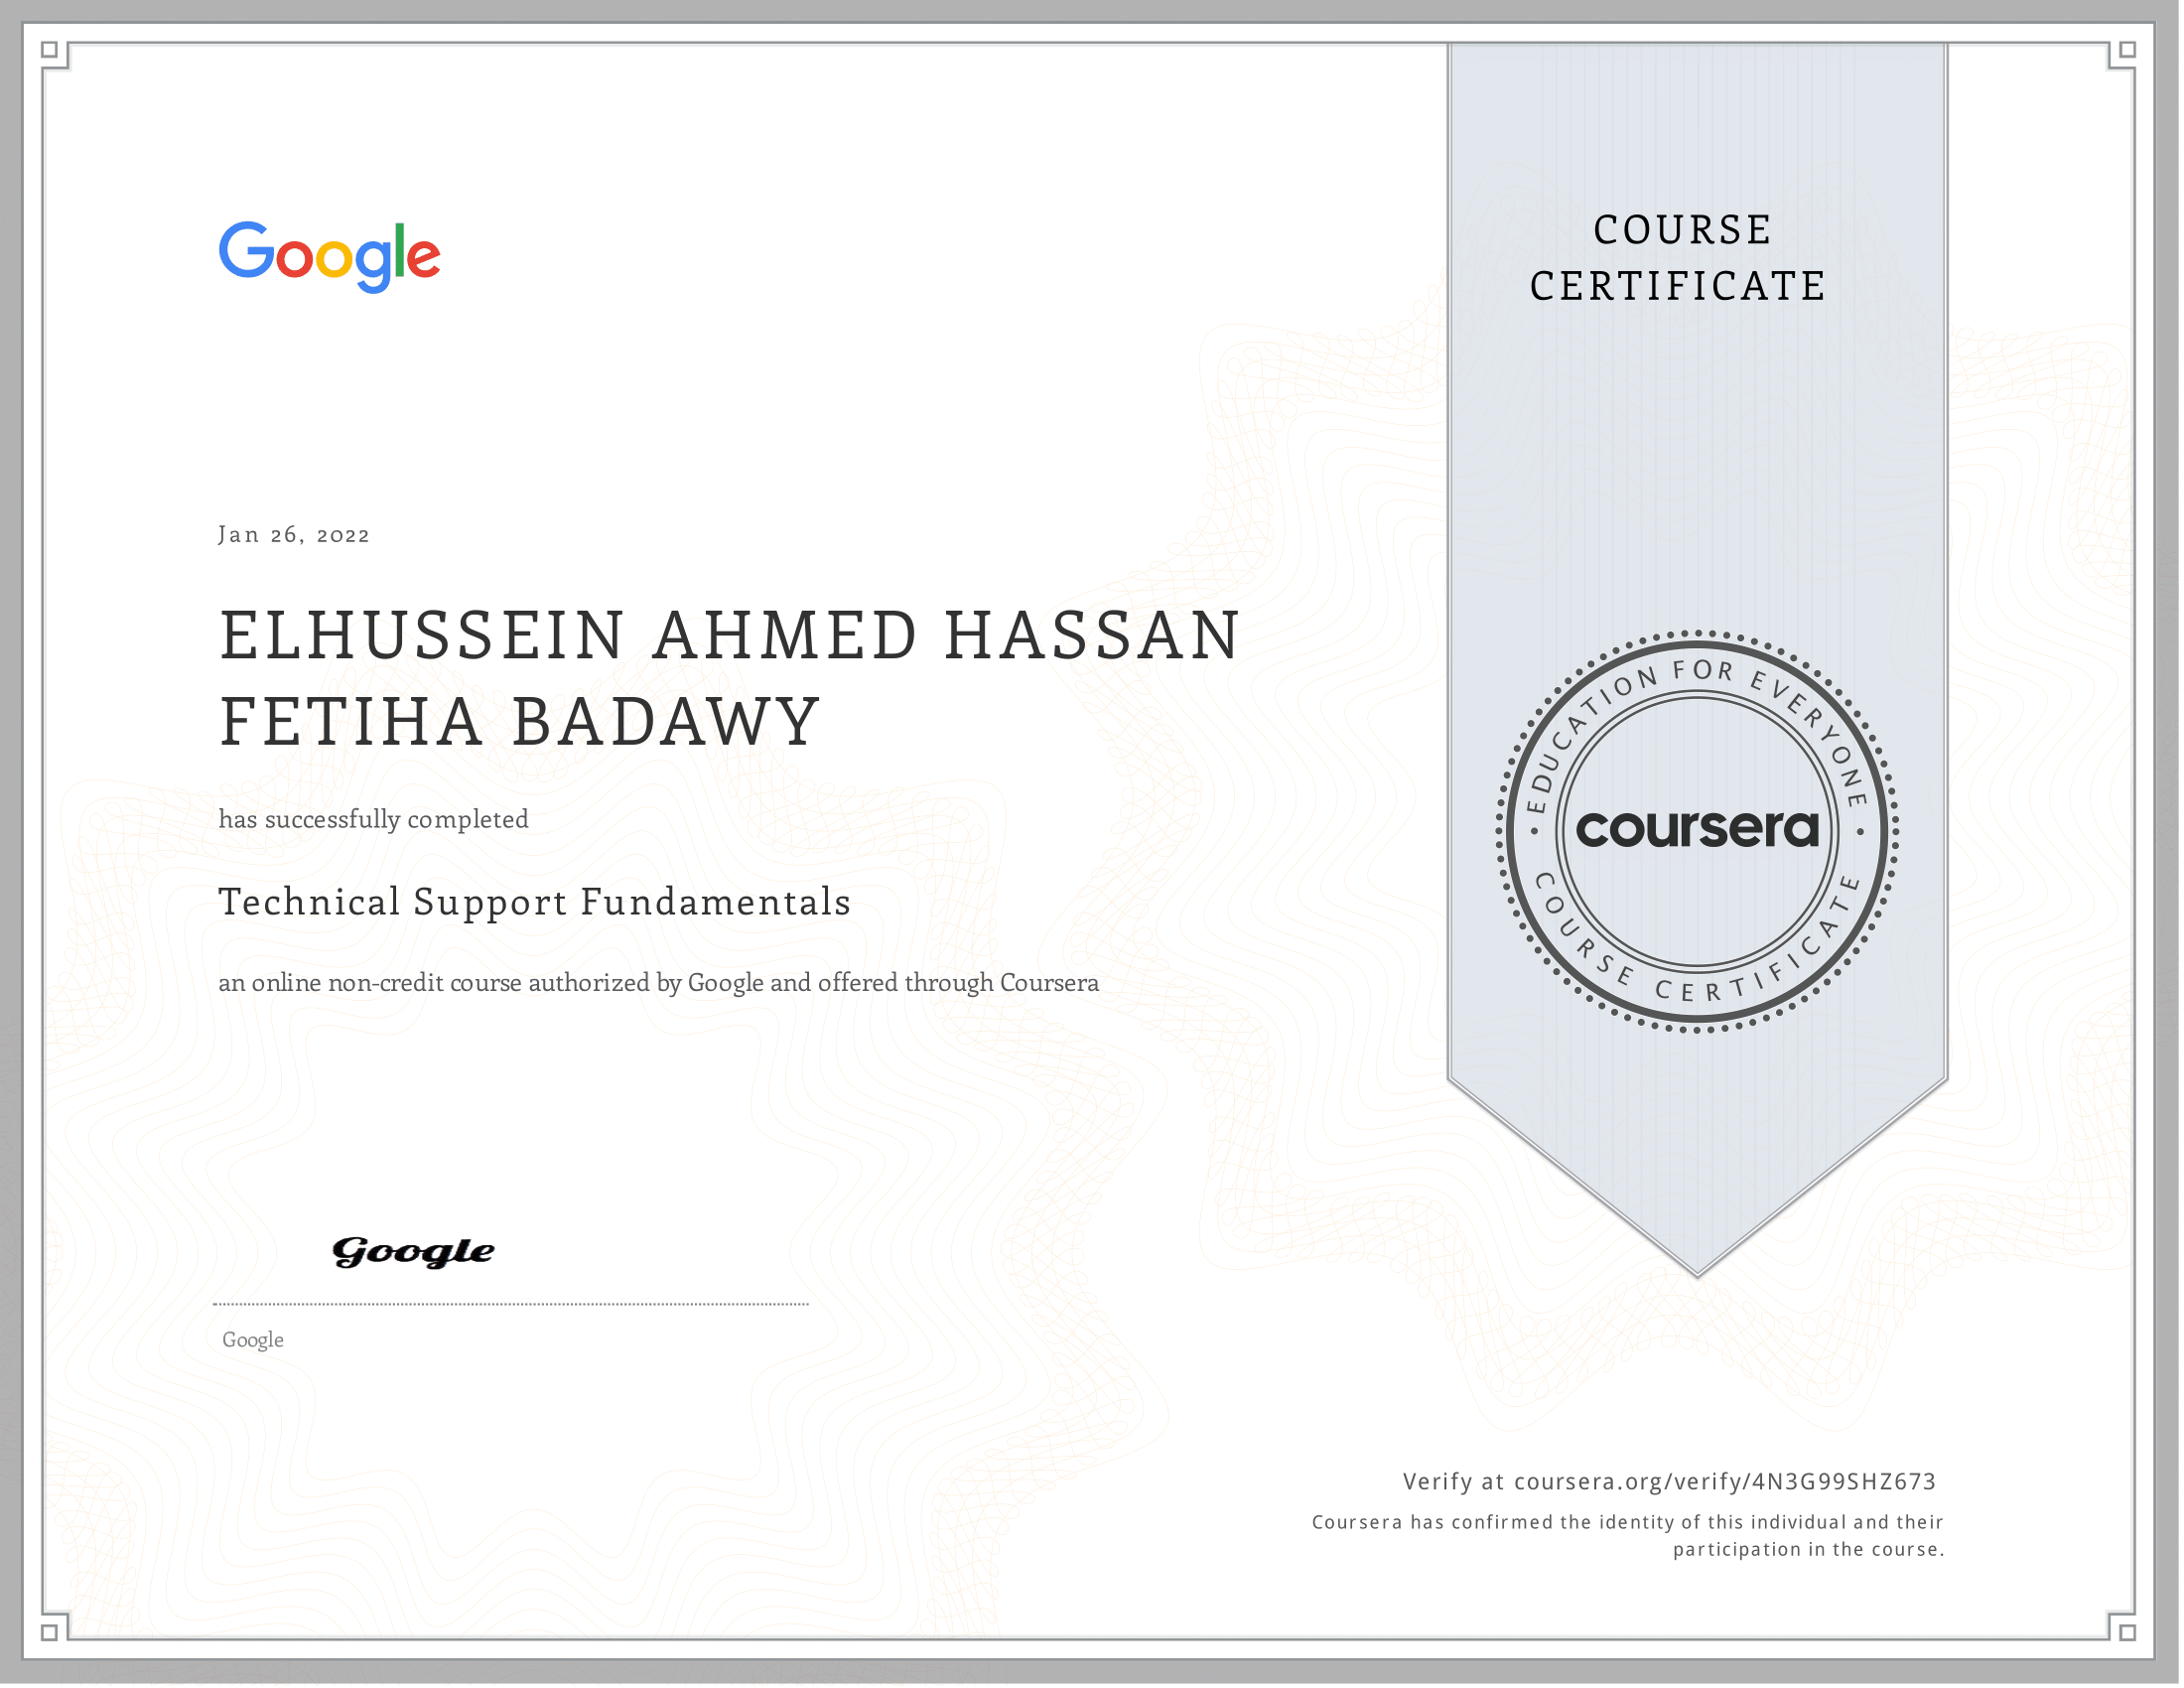 Google
COURSE
CERTIFICATE
Jan 26, 2022
ELHUSSEIN AHMED HASSAN
FETIHA BADAWY
has successfully completed
Technical Support Fundamentals
an online non-credit course authorized by Google and offered through Coursera
EDUCATION FOR EVERYONE
coursera
COURSE CERTIFICATE
Google
Google
Verify at coursera.org/verify/4N3G99SHZ673
Coursera has confirmed the identity of this individual and their
participation in the course.